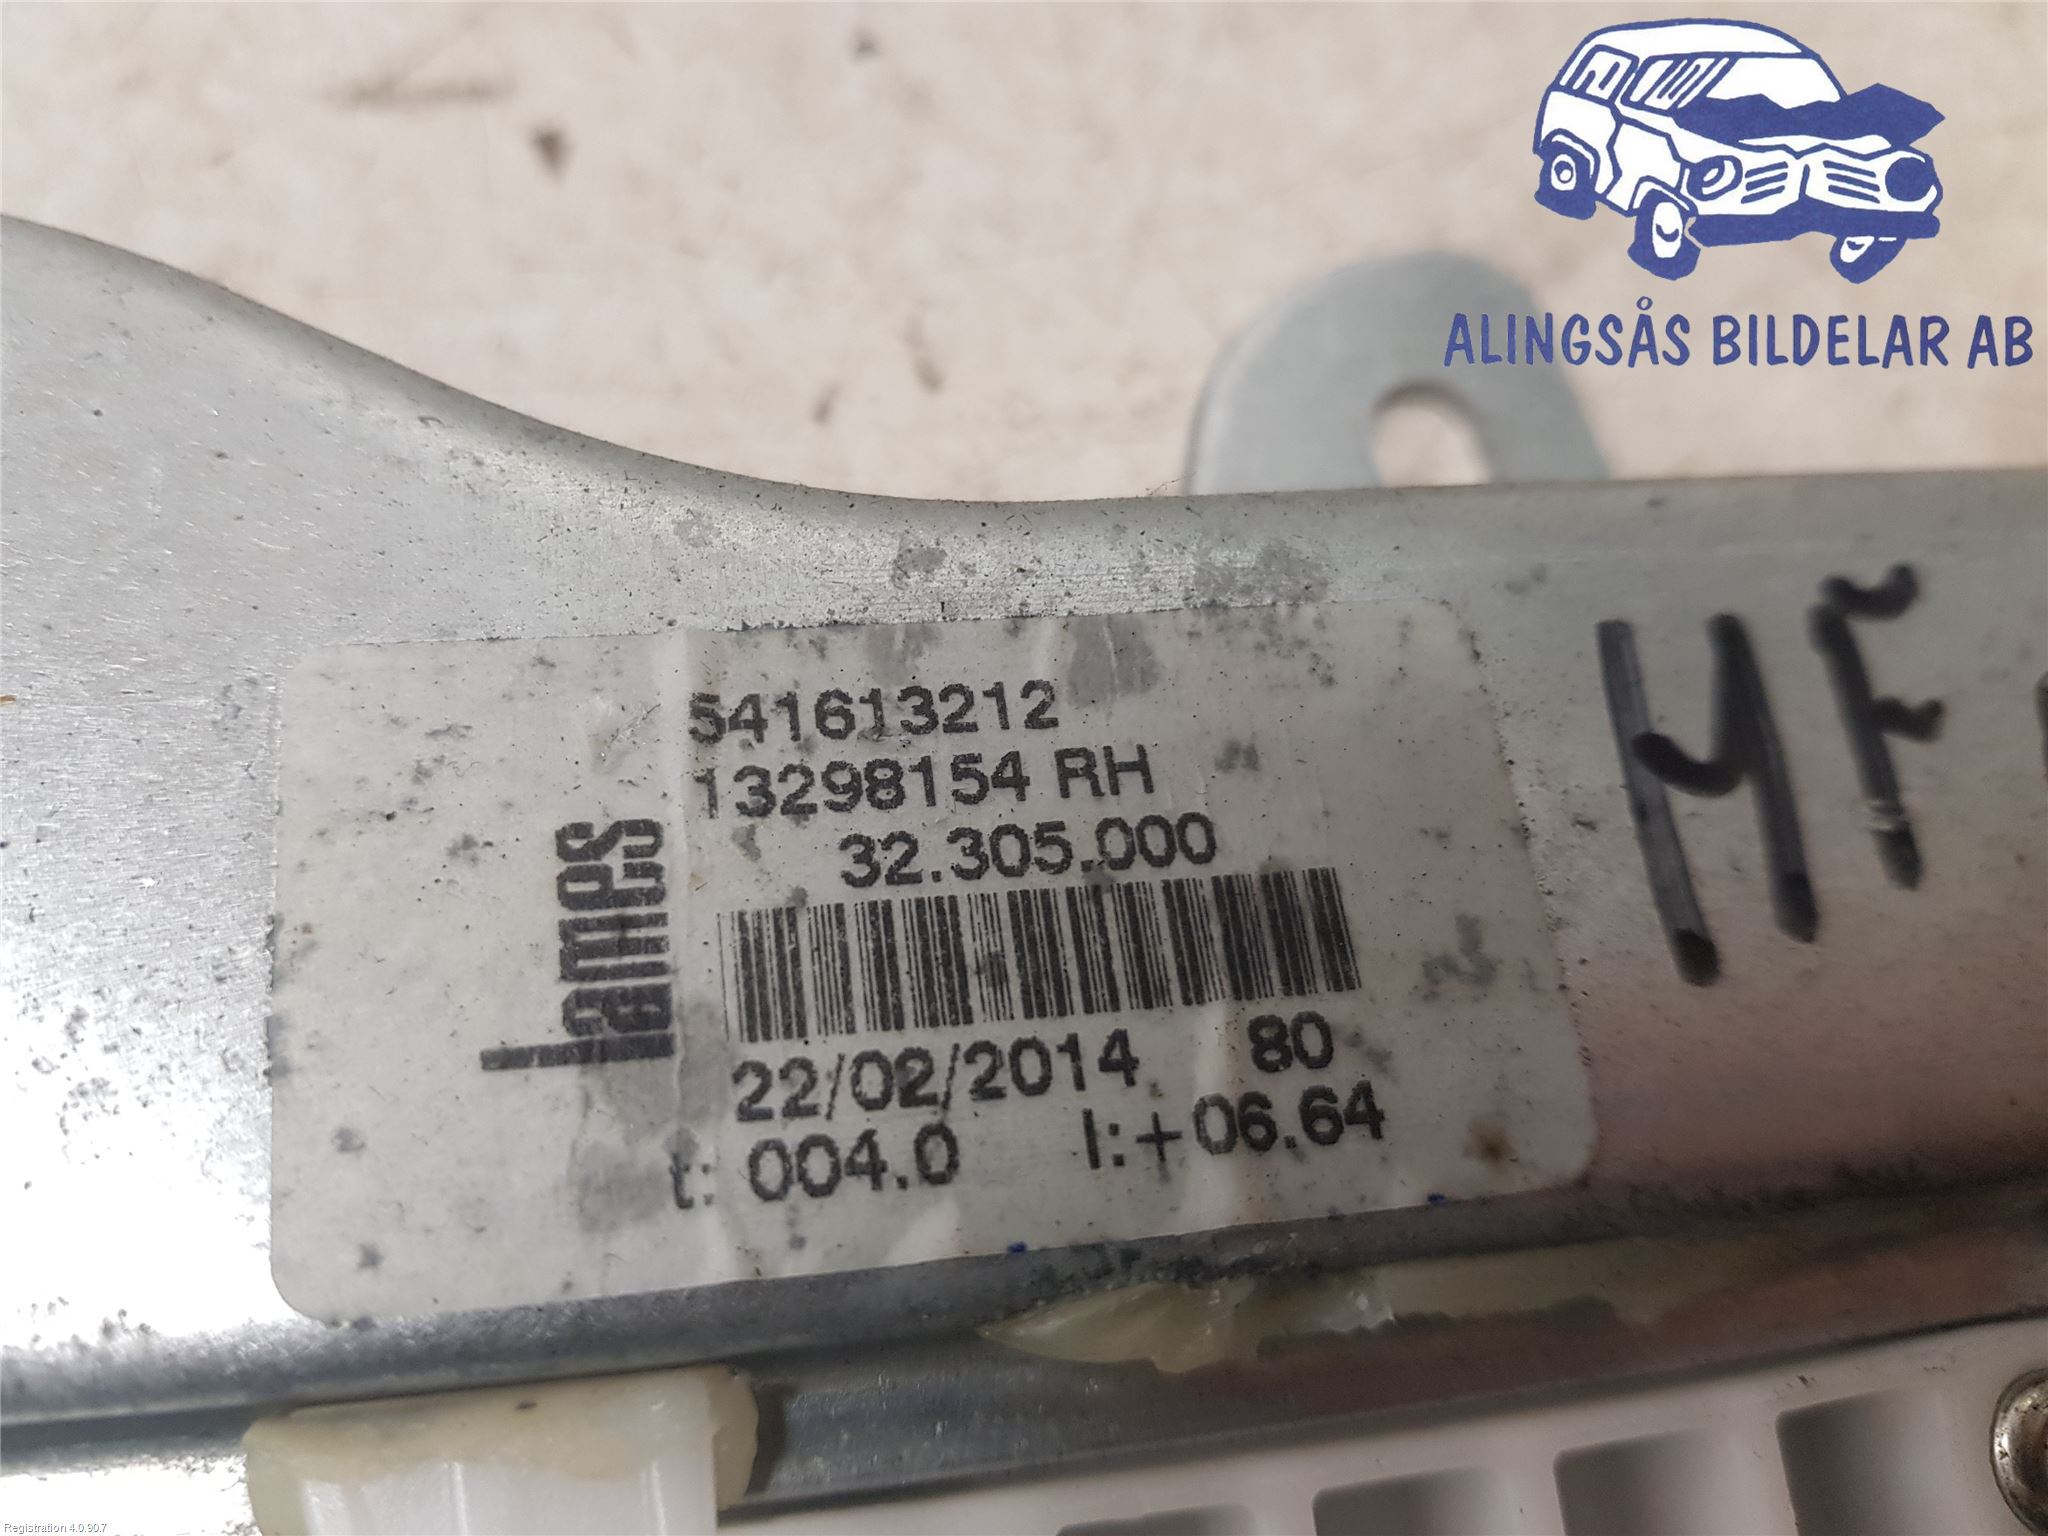 ALINGSÅS BILDELAR AB
541613212
13298154 RH
32.305.000
Lames
22/02/2014 80
t: 004.0 l:+06.64
HF
Registration 4.0.90.7